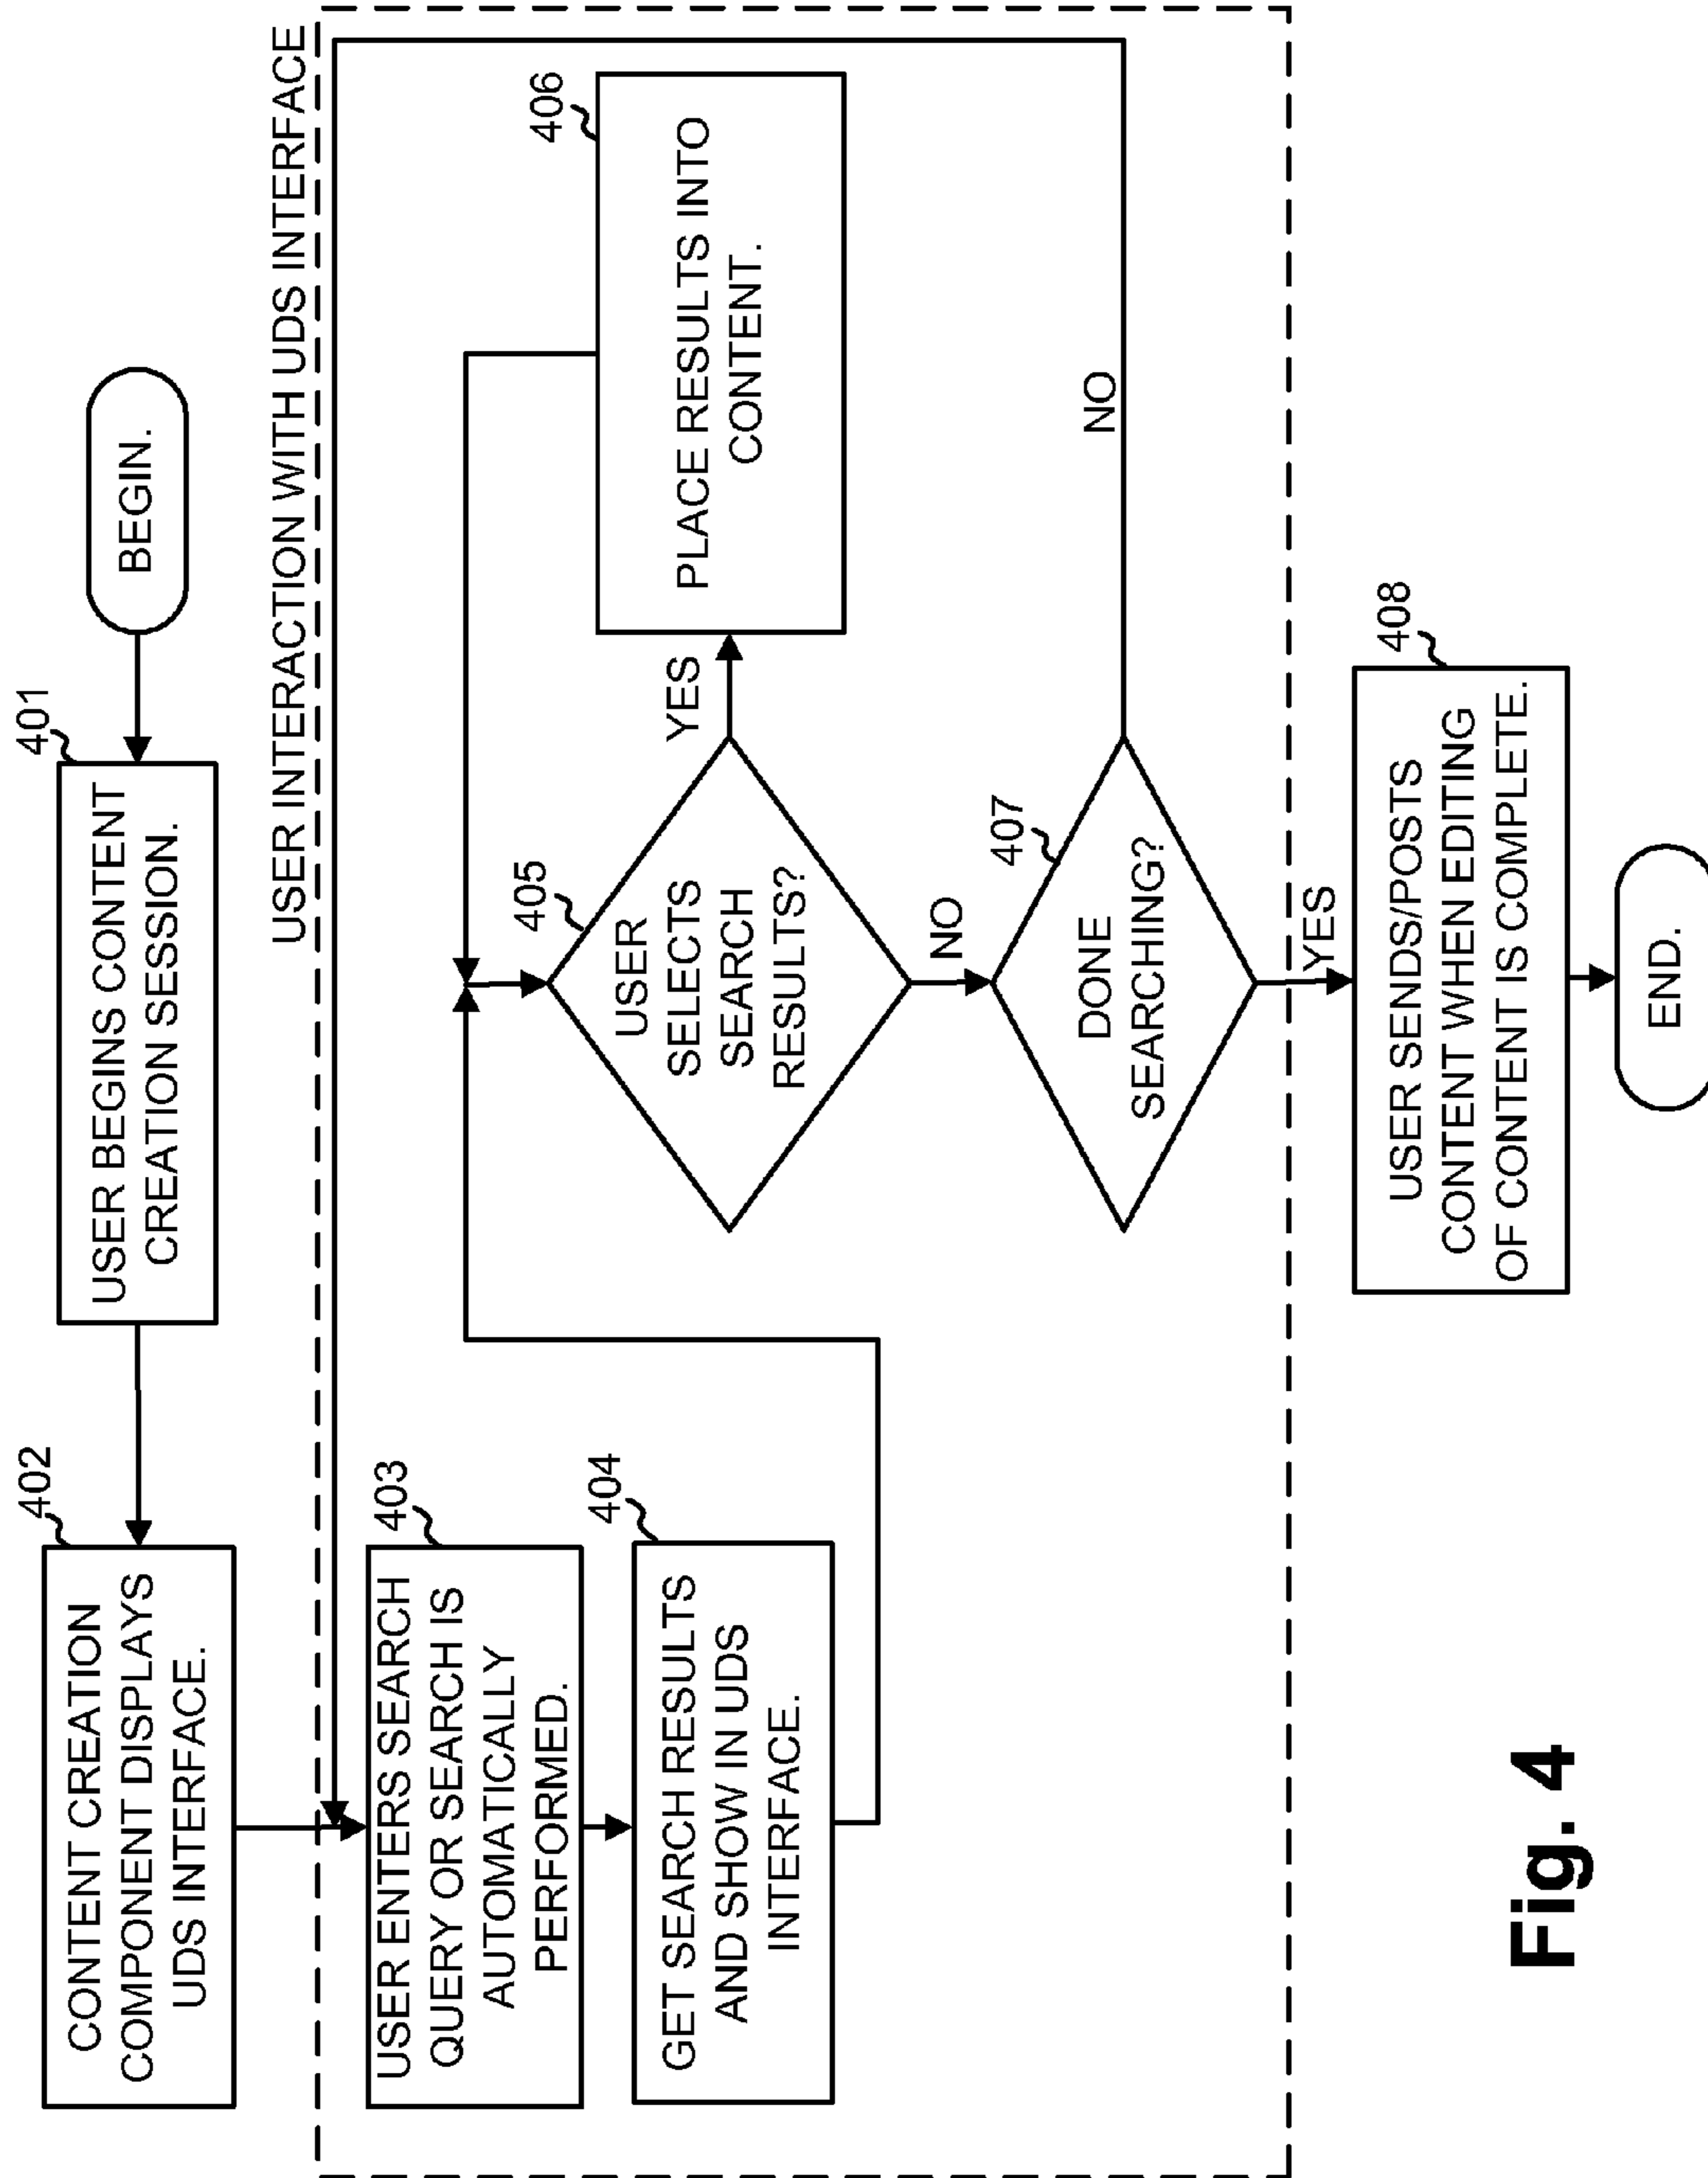 BEGIN.
401
USER BEGINS CONTENT
CREATION SESSION.
402
CONTENT CREATION
COMPONENT DISPLAYS
UDS INTERFACE.
USER INTERACTION WITH UDS INTERFACE
403
USER ENTERS SEARCH
QUERY OR SEARCH IS
AUTOMATICALLY
PERFORMED.
404
GET SEARCH RESULTS
AND SHOW IN UDS
INTERFACE.
405
USER
SELECTS
SEARCH
RESULTS?
YES
406
PLACE RESULTS INTO
CONTENT.
NO
407
DONE
SEARCHING?
NO
YES
408
USER SENDS/POSTS
CONTENT WHEN EDITING
OF CONTENT IS COMPLETE.
END.
Fig. 4